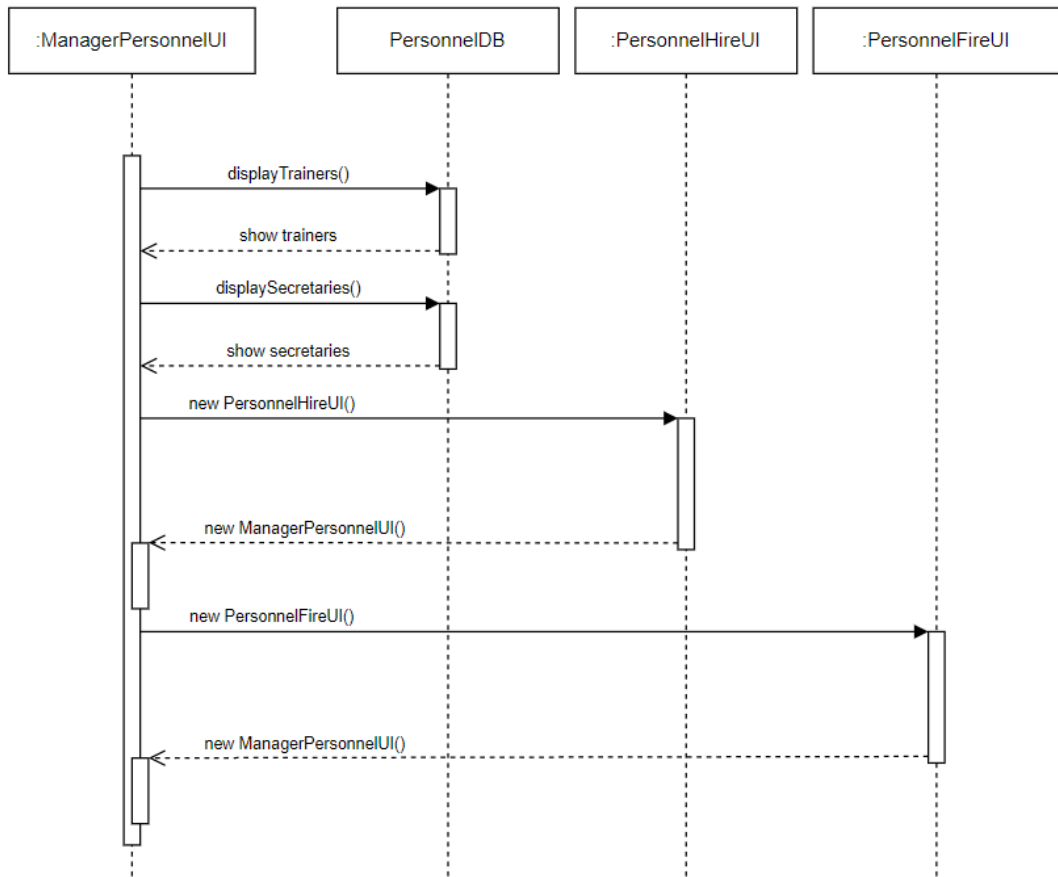 :ManagerPersonnelUI
PersonnelDB
:PersonnelHireUI
:PersonnelFireUI
displayTrainers()
show trainers
displaySecretaries()
show secretaries
new PersonnelHireUI()
new ManagerPersonnelUI()
new PersonnelFireUI()
new ManagerPersonnelUI()